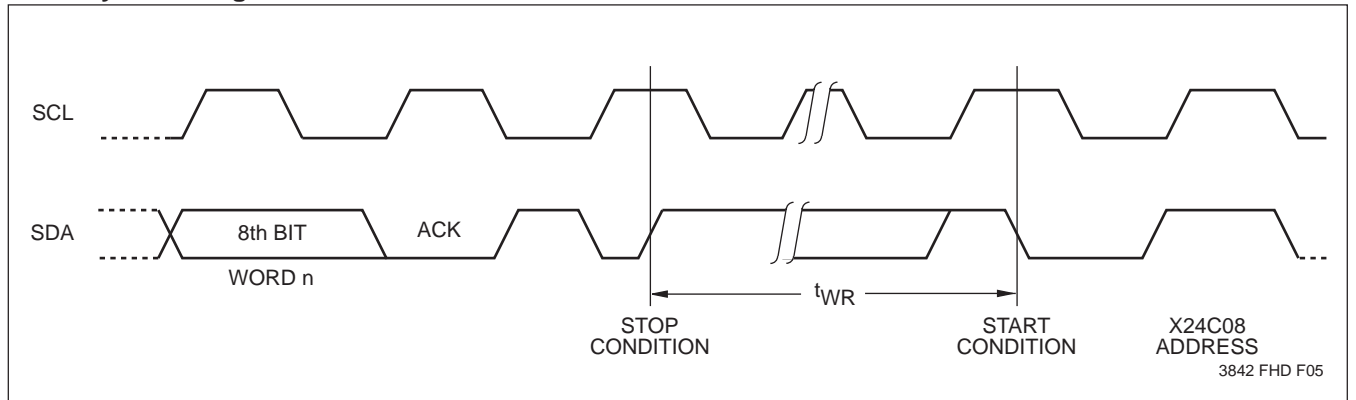 SCL
SDA
8th BIT
ACK
WORD n
tWR
STOP
CONDITION
START
CONDITION
X24C08
ADDRESS
3842 FHD F05